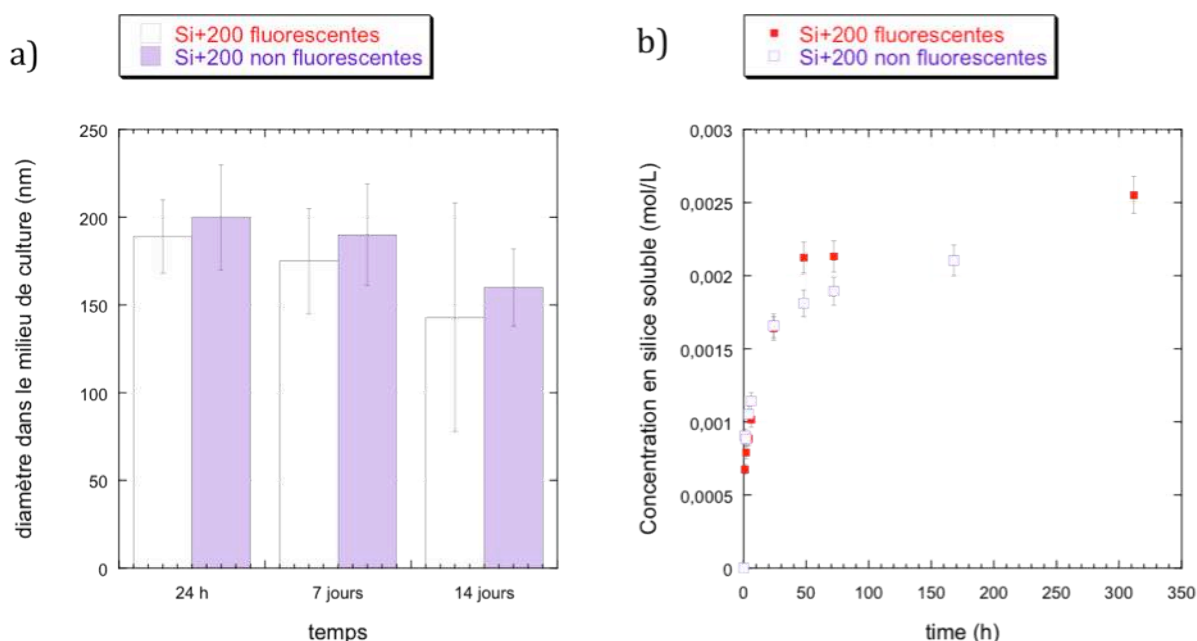 a)
Si+200 fluorescentes
Si+200 non fluorescentes
diamètre dans le milieu de culture (nm)
250
200
150
100
50
0
24 h
7 jours
14 jours
temps
b)
Si+200 fluorescentes
Si+200 non fluorescentes
Concentration en silice soluble (mol/L)
0,003
0,0025
0,002
0,0015
0,001
0,0005
0
0
50
100
150
200
250
300
350
time (h)